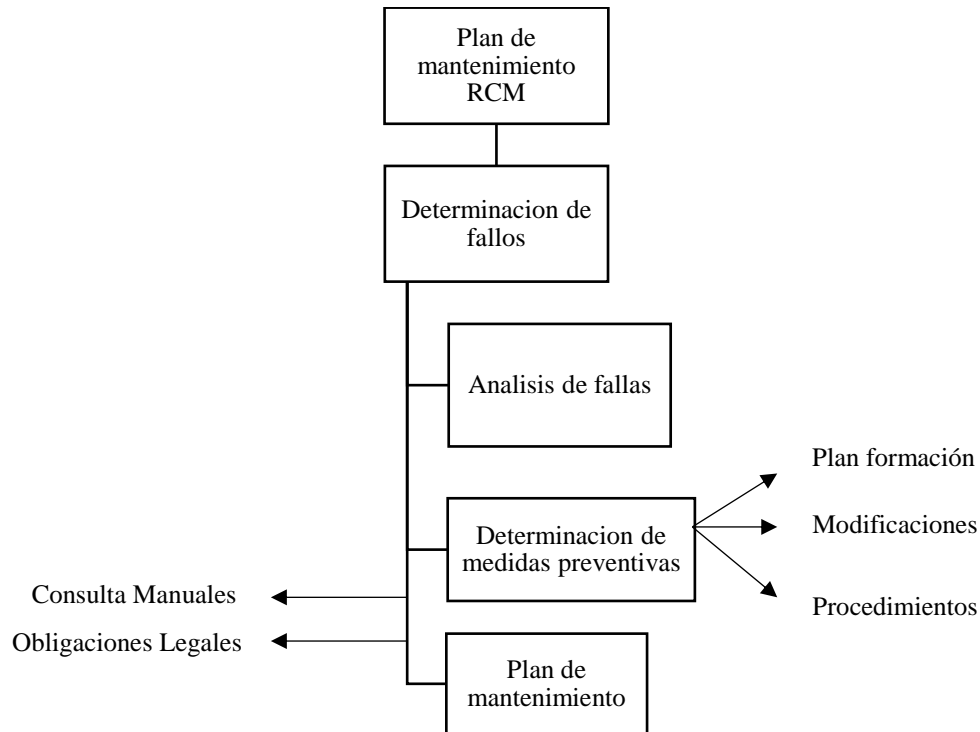 Plan de
mantenimiento
RCM
Determinacion de
fallos
Analisis de fallas
Plan formación
Determinacion de
medidas preventivas
Modificaciones
Procedimientos
Consulta Manuales
Obligaciones Legales
Plan de
mantenimiento